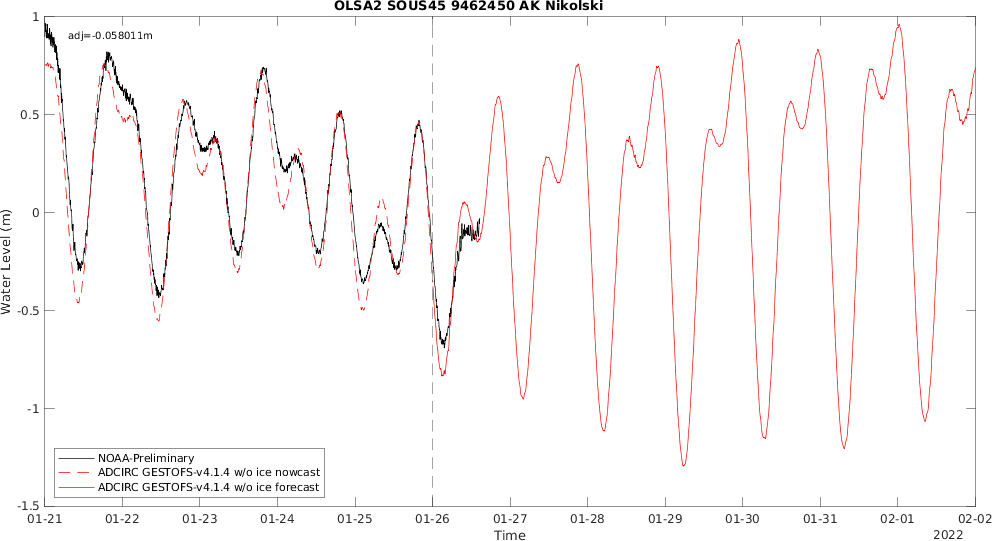 OLSA2 SOUS45 9462450 AK Nikolski
adj=-0.058011m
Water Level (m)
1
0.5
0
-0.5
-1
-1.5
NOAA-Preliminary
ADCIRC GESTOFS-v4.1.4 w/o ice nowcast
ADCIRC GESTOFS-v4.1.4 w/o ice forecast
01-21 01-22 01-23 01-24 01-25 01-26 01-27 01-28 01-29 01-30 01-31 02-01 02-02
Time
2022